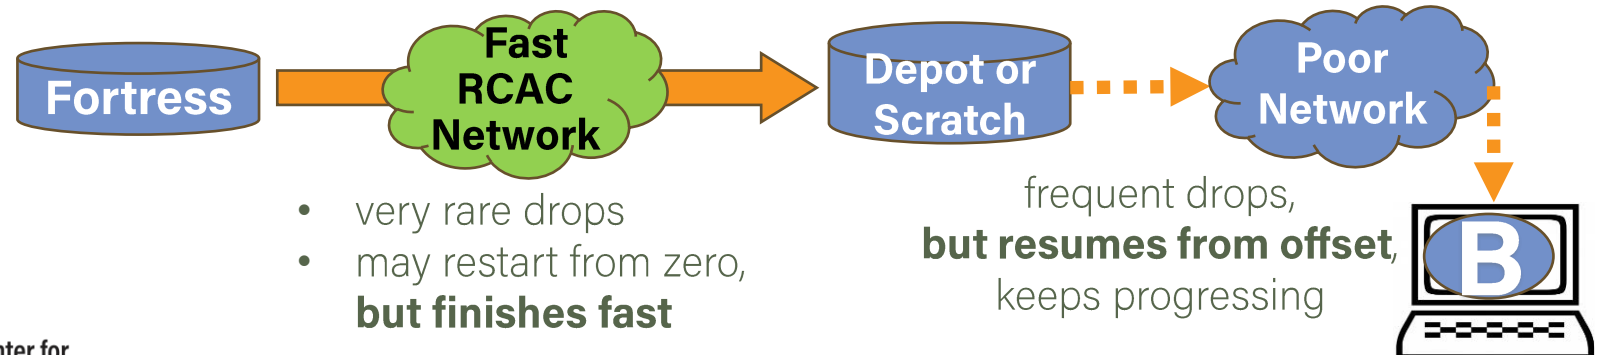 Fortress
Fast
RCAC
Network
Depot or
Scratch
Poor
Network
• very rare drops
• may restart from zero,
but finishes fast
frequent drops,
but resumes from offset,
keeps progressing
B